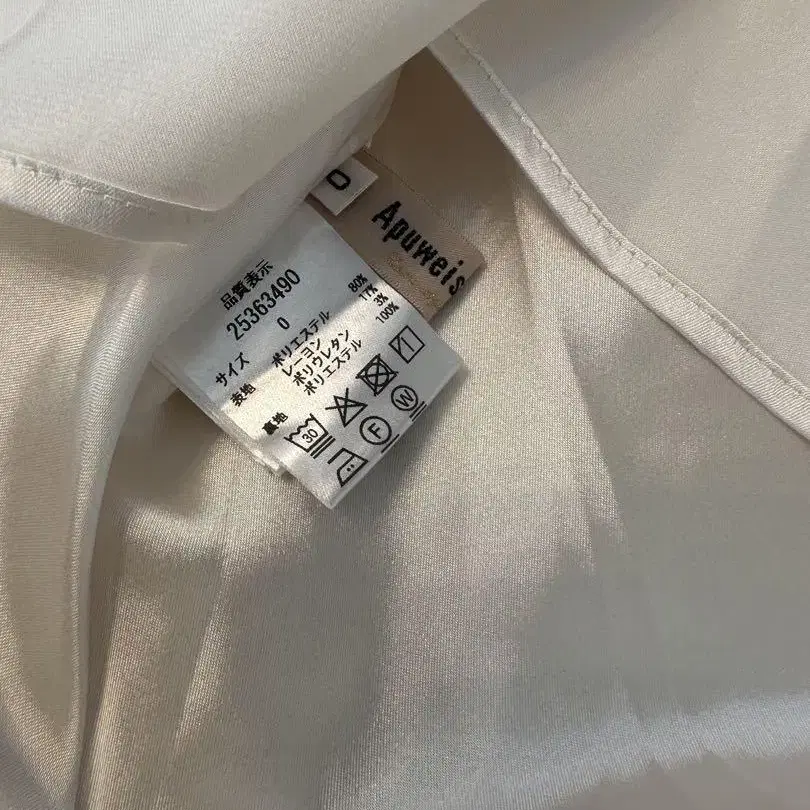 0
Apuweis
品質表示
25363490
サイズ 0
表地 ポリエステル 80%
レーヨン 17%
ポリウレタン 3%
裏地 ポリエステル 100%
30
F
W